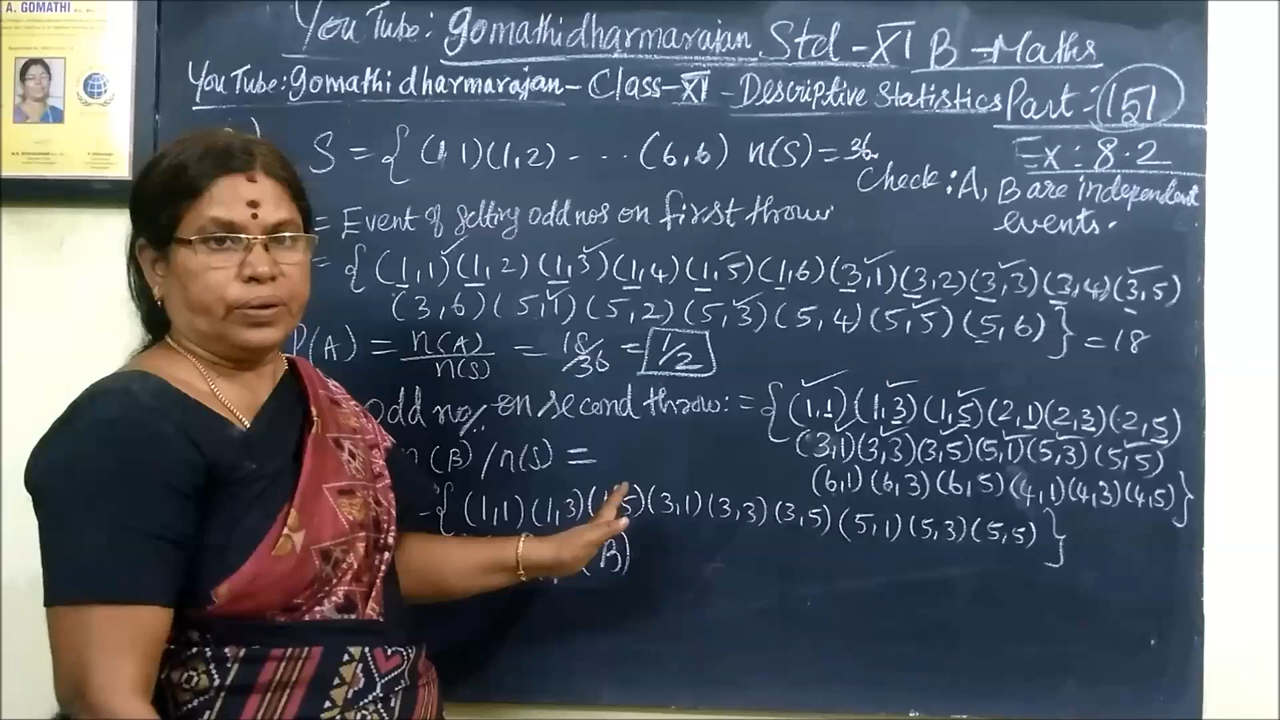 A. GOMATHI
YouTube: gomathidharmarajan Std-XI B-Maths
YouTube: gomathidharmarajan - Class-XI - Descriptive Statistics Part: 151
S = { (1,1)(1,2) - ... (6,6) n(S) = 36 Ex: 8.2
Check: A, B are independent events.
= Event of getting odd nos on first throw
= { (1,1)(1,2)(1,3)(1,4)(1,5)(1,6)(3,1)(3,2)(3,3)(3,4)(3,5)
(3,6)(5,1)(5,2)(5,3)(5,4)(5,5)(5,6) } = 18
P(A) = n(A)/n(S) = 18/36 = 1/2
odd no/. on second throw: = { (1,1)(1,3)(1,5)(2,1)(2,3)(2,5)
(3,1)(3,3)(3,5)(5,1)(5,3)(5,5)
(6,1)(6,3)(6,5)(4,1)(4,3)(4,5) }
(B)/n(S) =
{ (1,1)(1,3)(1,5)(3,1)(3,3)(3,5)(5,1)(5,3)(5,5) }
(B)